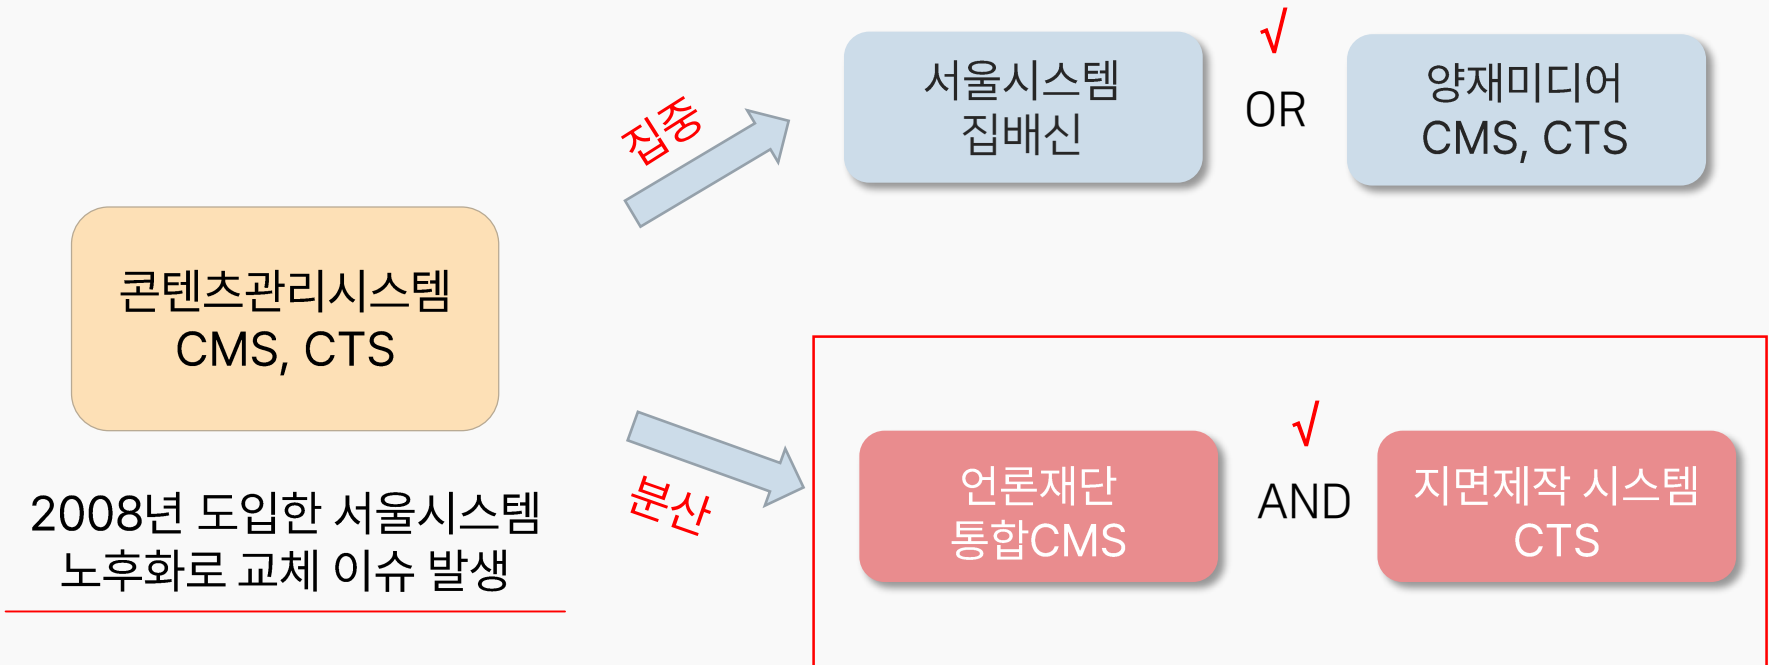 콘텐츠관리시스템
CMS, CTS
2008년 도입한 서울시스템
노후화로 교체 이슈 발생
집중
서울시스템
집배신
√
OR
양재미디어
CMS, CTS
분산
언론재단
통합CMS
√
AND
지면제작 시스템
CTS